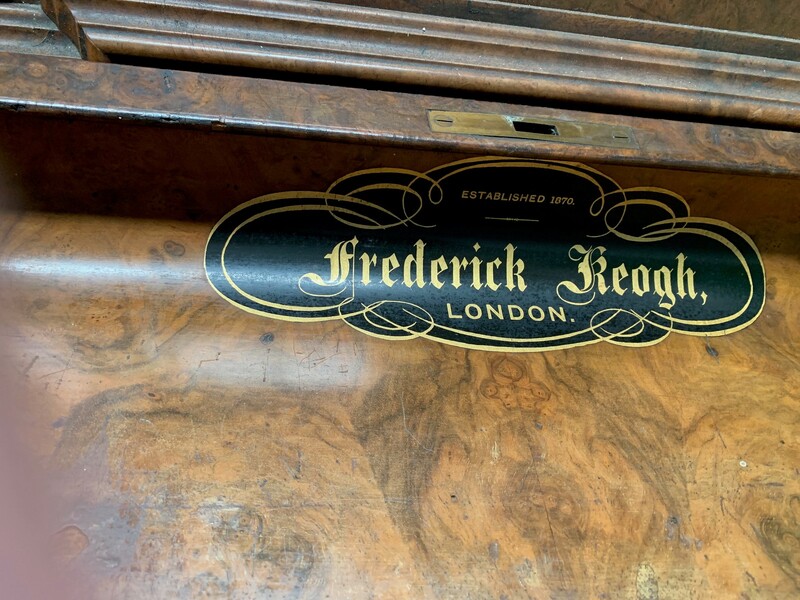 ESTABLISHED 1870.
Frederick Keogh,
LONDON.